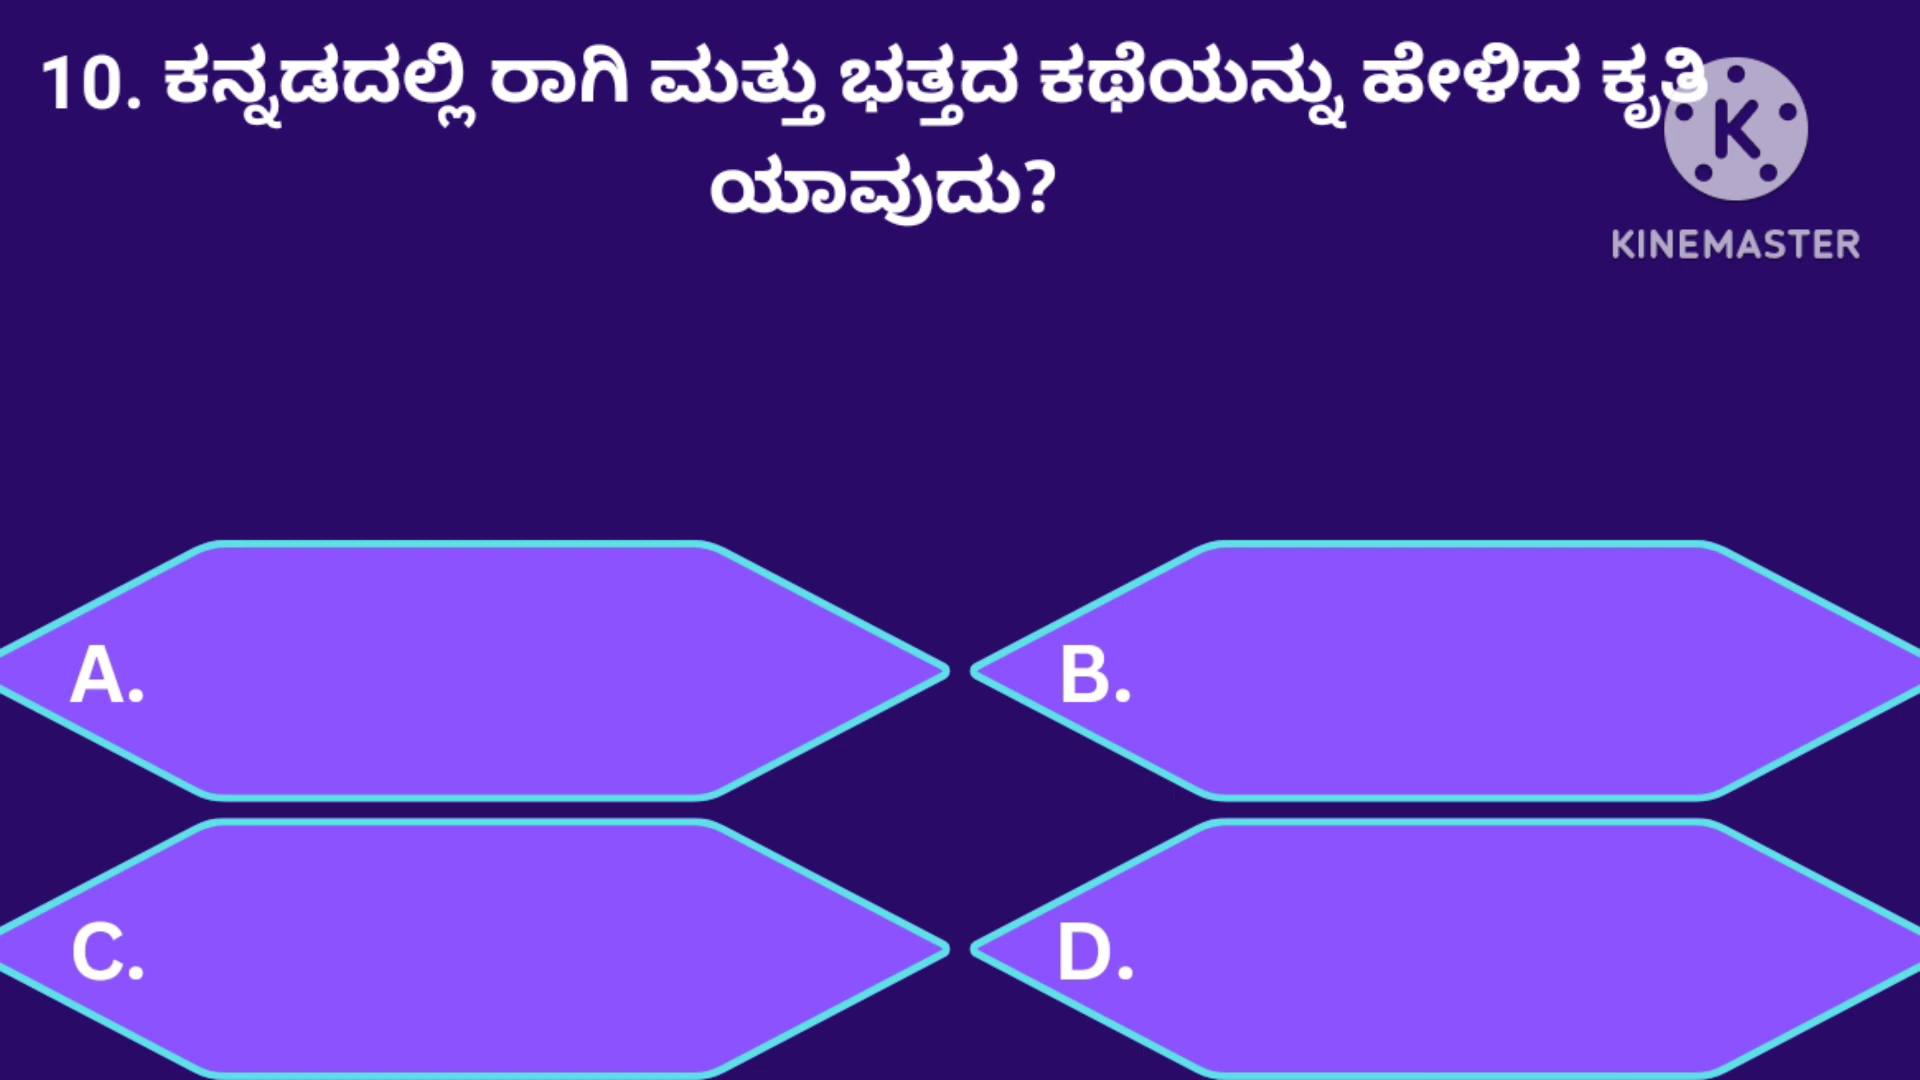 10. ಕನ್ನಡದಲ್ಲಿ ರಾಗಿ ಮತ್ತು ಭತ್ತದ ಕಥೆಯನ್ನು ಹೇಳಿದ ಕೃತಿ
ಯಾವುದು?
K
KINEMASTER
A.
B.
C.
D.